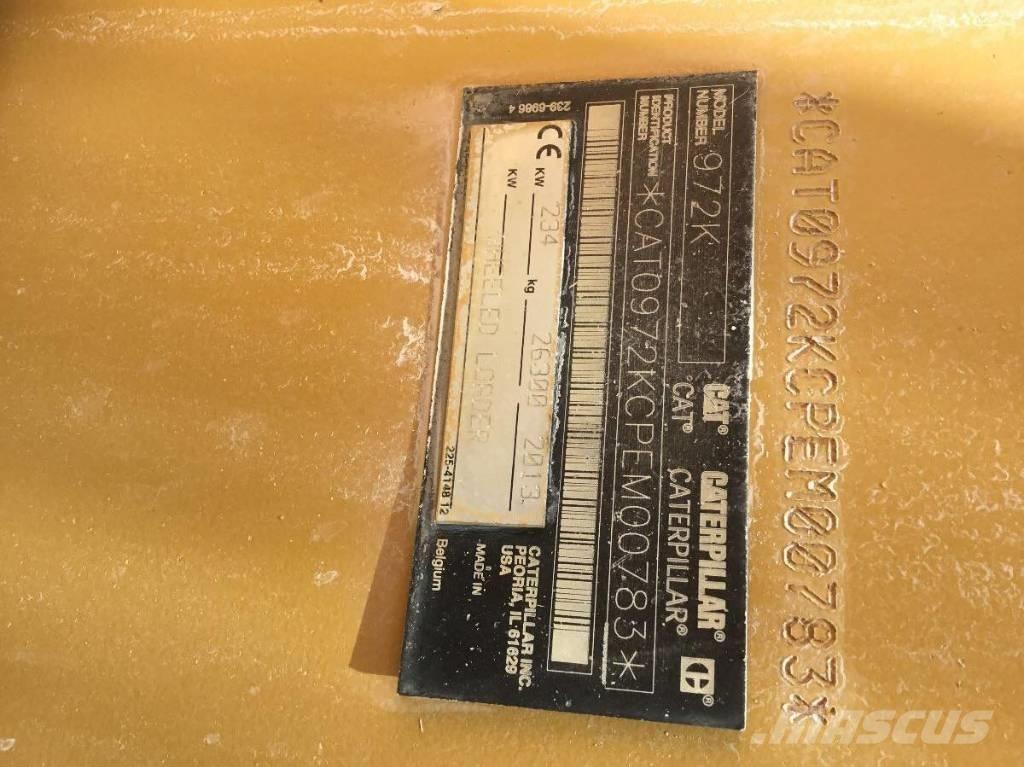 *CAT0972KCPEM00783*
MODEL NUMBER 972K CAT® CATERPILLAR®
PRODUCT IDENTIFICATION NUMBER CAT® CATERPILLAR®
*CAT0972KCPEM00783*
239-6986 4
CE KW 234 kg 26300 2013
KW
WHEELED LOADER
225-4148 12
CATERPILLAR INC.
PEORIA, IL 61629
USA
MADE IN
Belgium
MASCUS